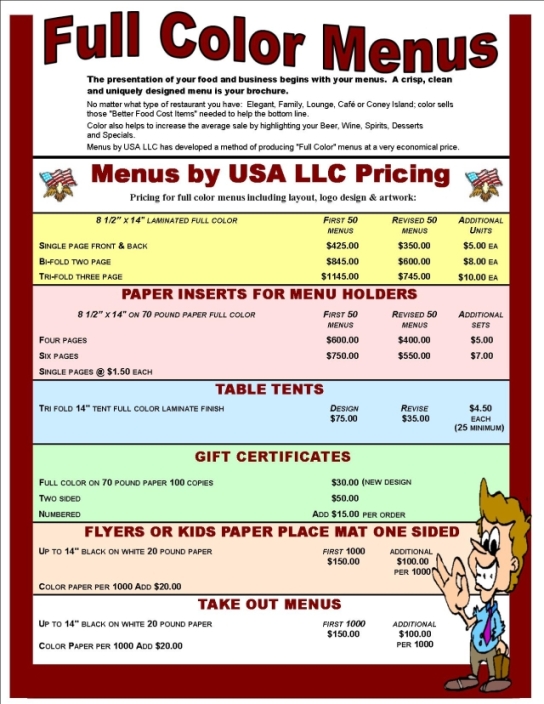 Full Color Menus
The presentation of your food and business begins with your menus. A crisp, clean
and uniquely designed menu is your brochure.
No matter what type of restaurant you have: Elegant, Family, Lounge, Café or Coney Island; color sells
those "Better Food Cost Items" needed to help the bottom line.
Color also helps to increase the average sale by highlighting your Beer, Wine, Spirits, Desserts
and Specials.
Menus by USA LLC has developed a method of producing "Full Color" menus at a very economical price.
Menus by USA LLC Pricing
Pricing for full color menus including layout, logo design & artwork:
8 1/2" X 14" LAMINATED FULL COLOR FIRST 50 REVISED 50 ADDITIONAL
MENUS MENUS UNITS
SINGLE PAGE FRONT & BACK $425.00 $350.00 $5.00 EA
BI-FOLD TWO PAGE $845.00 $600.00 $8.00 EA
TRI-FOLD THREE PAGE $1145.00 $745.00 $10.00 EA
PAPER INSERTS FOR MENU HOLDERS
8 1/2" X 14" ON 70 POUND PAPER FULL COLOR FIRST 50 REVISED 50 ADDITIONAL
MENUS MENUS SETS
FOUR PAGES $600.00 $400.00 $5.00
SIX PAGES $750.00 $550.00 $7.00
SINGLE PAGES @ $1.50 EACH
TABLE TENTS
TRI FOLD 14" TENT FULL COLOR LAMINATE FINISH DESIGN REVISE $4.50
$75.00 $35.00 EACH
(25 MINIMUM)
GIFT CERTIFICATES
FULL COLOR ON 70 POUND PAPER 100 COPIES $30.00 (NEW DESIGN
TWO SIDED $50.00
NUMBERED ADD $15.00 PER ORDER
FLYERS OR KIDS PAPER PLACE MAT ONE SIDED
UP TO 14" BLACK ON WHITE 20 POUND PAPER FIRST 1000 ADDITIONAL
$150.00 $100.00
PER 1000
COLOR PAPER PER 1000 ADD $20.00
TAKE OUT MENUS
UP TO 14" BLACK ON WHITE 20 POUND PAPER FIRST 1000 ADDITIONAL
$150.00 $100.00
COLOR PAPER PER 1000 ADD $20.00 PER 1000